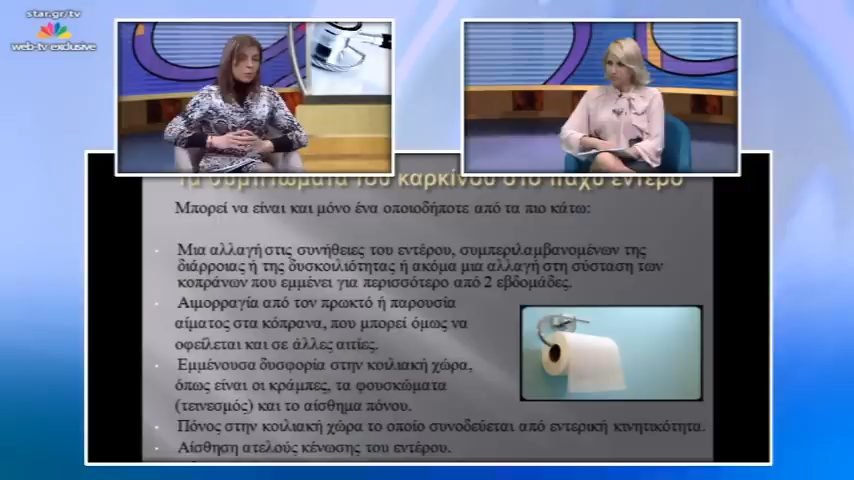 star.gr/tv
web-tv exclusive
Τα συμπτώματα του καρκίνου στο παχύ έντερο
Μπορεί να είναι και μόνο ένα οποιοδήποτε από τα πιο κάτω:
Μια αλλαγή στις συνήθειες του εντέρου, συμπεριλαμβανομένων της
διάρροιας ή της δυσκοιλιότητας ή ακόμα μια αλλαγή στη σύσταση των
κοπράνων που εμμένει για περισσότερο από 2 εβδομάδες.
Αιμορραγία από τον πρωκτό ή παρουσία
αίματος στα κόπρανα, που μπορεί όμως να
οφείλεται και σε άλλες αιτίες.
Εμμένουσα δυσφορία στην κοιλιακή χώρα,
όπως είναι οι κράμπες, τα φουσκώματα
(τεινεσμός) και το αίσθημα πόνου.
Πόνος στην κοιλιακή χώρα το οποίο συνοδεύεται από εντερική κινητικότητα.
Αίσθηση ατελούς κένωσης του εντέρου.